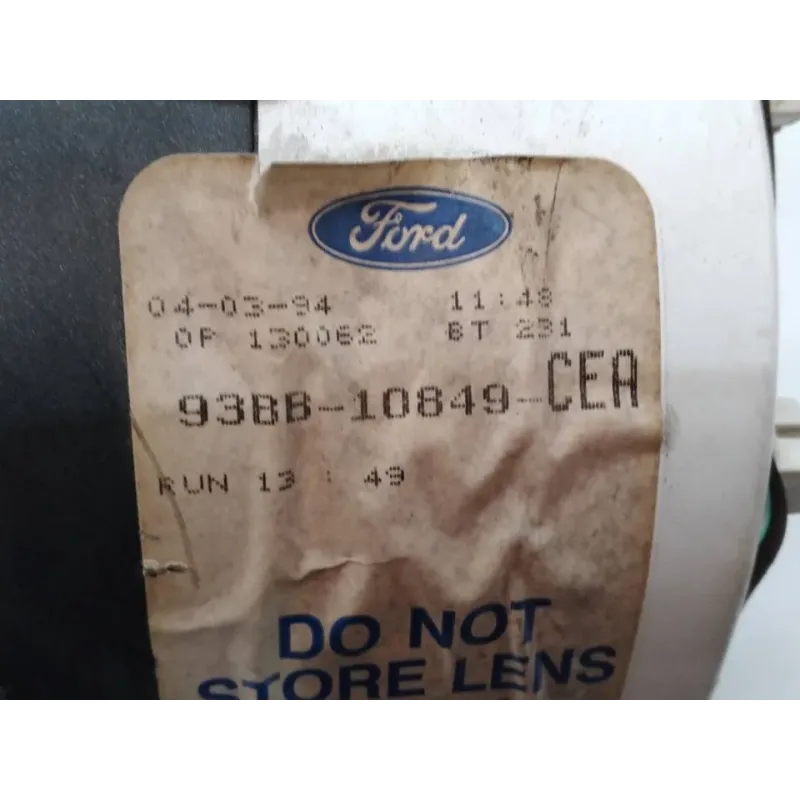 Ford
04-03-94 11:48
OP 130062 BT 231
93BB-10849-CEA
RUN 13 : 49
DO NOT
STORE LENS